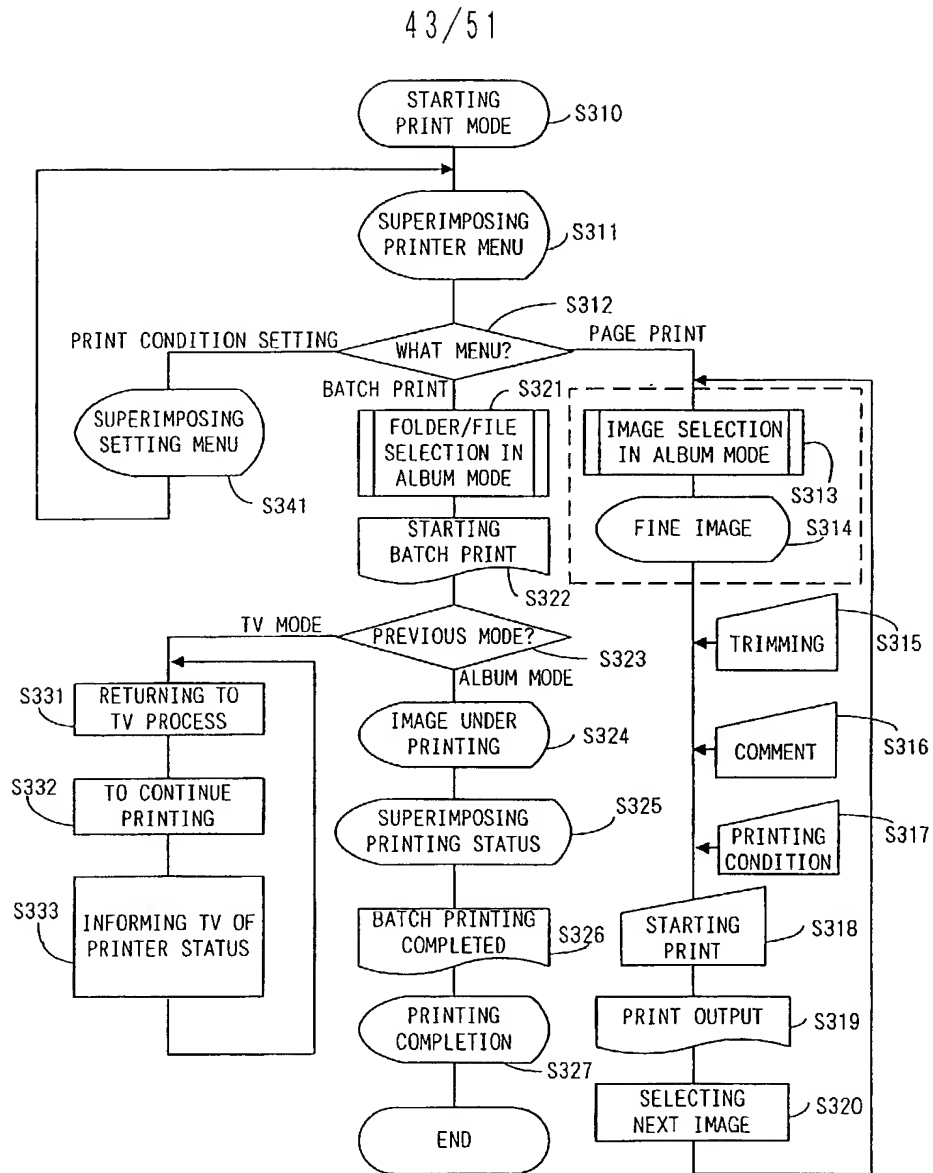 43/51
STARTING
PRINT MODE
S310
SUPERIMPOSING
PRINTER MENU
S311
S312
PRINT CONDITION SETTING
WHAT MENU?
PAGE PRINT
BATCH PRINT
S321
SUPERIMPOSING
SETTING MENU
S341
FOLDER/FILE
SELECTION IN
ALBUM MODE
IMAGE SELECTION
IN ALBUM MODE
S313
FINE IMAGE
S314
STARTING
BATCH PRINT
S322
TV MODE
PREVIOUS MODE?
S323
ALBUM MODE
TRIMMING
S315
S331
RETURNING TO
TV PROCESS
IMAGE UNDER
PRINTING
S324
COMMENT
S316
S332
TO CONTINUE
PRINTING
SUPERIMPOSING
PRINTING STATUS
S325
PRINTING
CONDITION
S317
S333
INFORMING TV OF
PRINTER STATUS
BATCH PRINTING
COMPLETED
S326
STARTING
PRINT
S318
PRINTING
COMPLETION
S327
PRINT OUTPUT
S319
SELECTING
NEXT IMAGE
S320
END